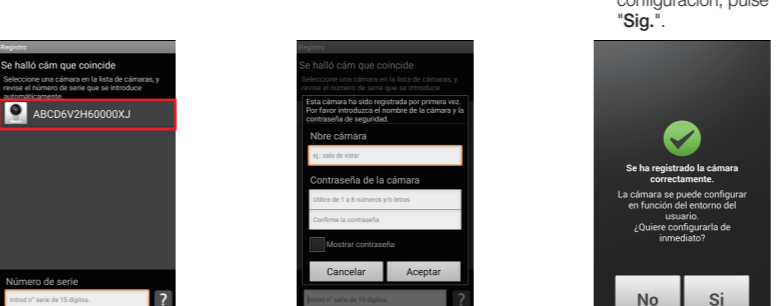 configuración, pulse
"Sig.".
Registro
Se halló cám que coincide
Seleccione una cámara en la lista de cámaras, y
revise el número de serie que se introduce
automáticamente.
ABCD6V2H60000XJ
Número de serie
Introd n° serie de 15 dígitos.
?
Registro
Se halló cám que coincide
Seleccione una cámara en la lista de cámaras, y
revise el número de serie que se introduce
Esta cámara ha sido registrada por primera vez.
Por favor introduzca el nombre de la cámara y la
contraseña de seguridad.
Nbre cámara
ej.: sala de estar
Contraseña de la cámara
Utilice de 1 a 8 números y/o letras
Confirme la contraseña
Mostrar contraseña
Cancelar
Aceptar
Introd n° serie de 15 dígitos.
?
Se ha registrado la cámara
correctamente.
La cámara se puede configurar
en función del entorno del
usuario.
¿Quiere configurarla de
inmediato?
No
Si